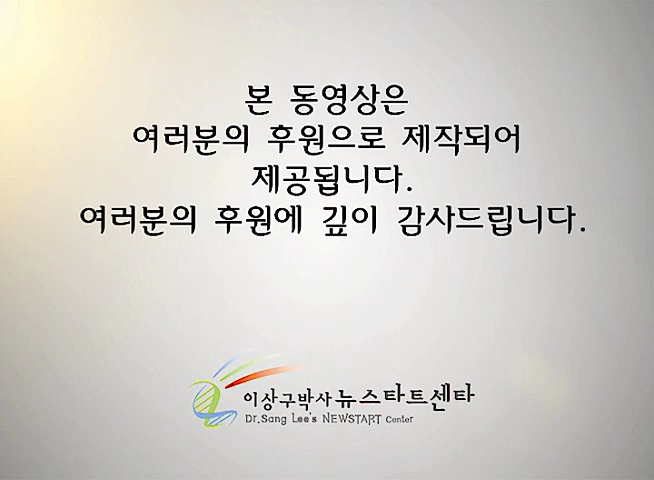 본 동영상은
여러분의 후원으로 제작되어
제공됩니다.
여러분의 후원에 깊이 감사드립니다.
이상구박사 뉴스타트센타
Dr.Sang Lee's NEWSTART Center